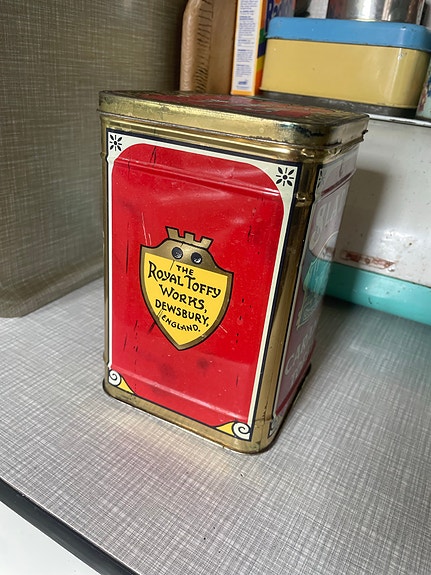 THE
ROYAL TOFFY
WORKS,
DEWSBURY,
ENGLAND.